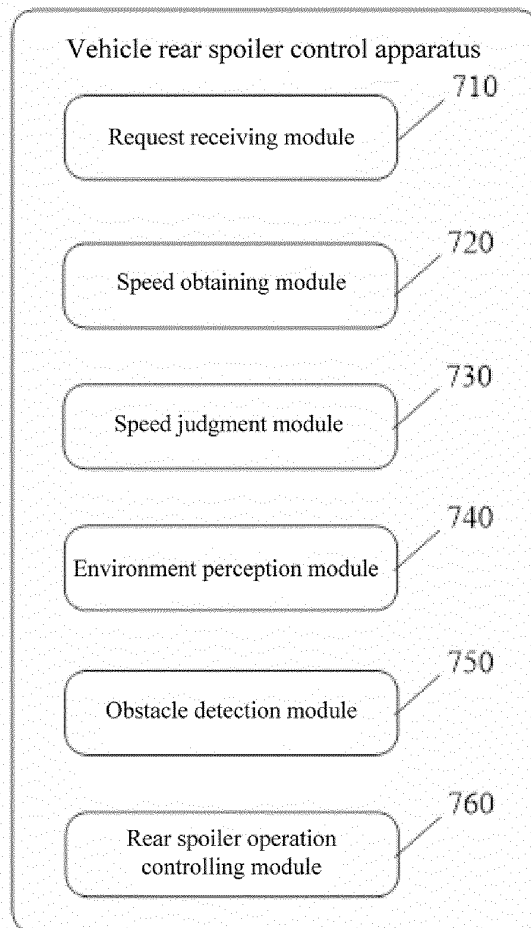 Vehicle rear spoiler control apparatus
710
Request receiving module
720
Speed obtaining module
730
Speed judgment module
740
Environment perception module
750
Obstacle detection module
760
Rear spoiler operation
controlling module